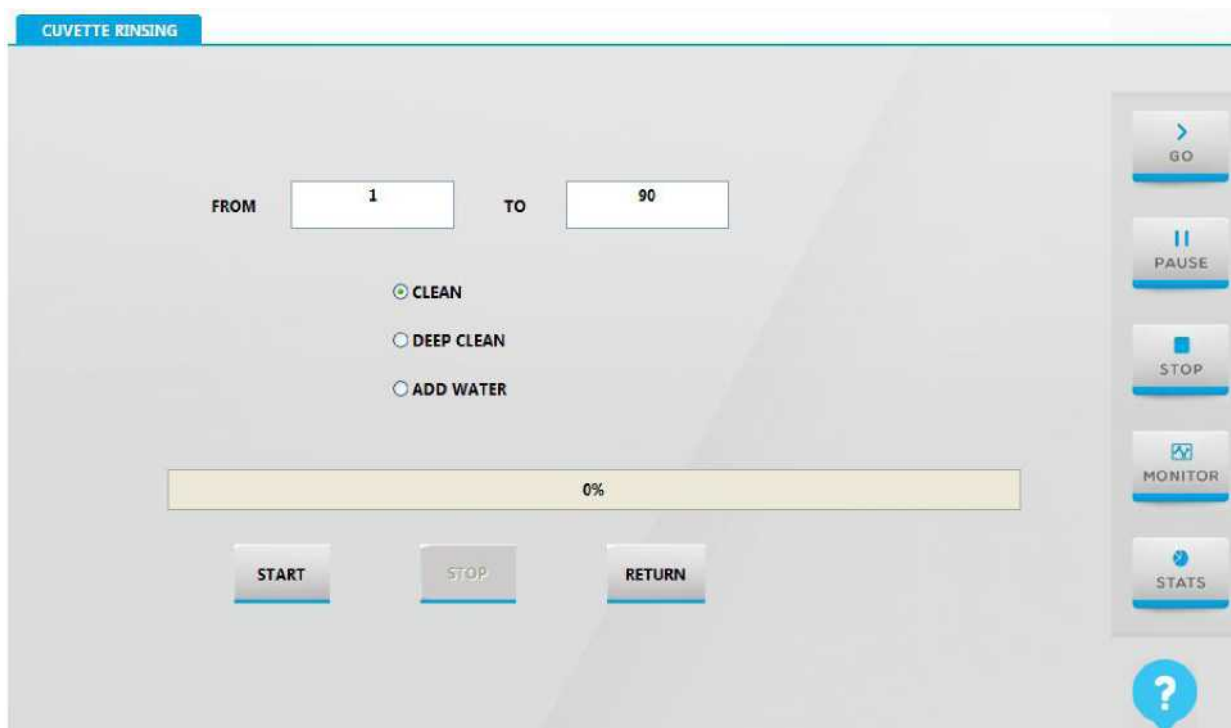 CUVETTE RINSING
FROM 1 TO 90
CLEAN
DEEP CLEAN
ADD WATER
0%
START STOP RETURN
GO
PAUSE
STOP
MONITOR
STATS
?